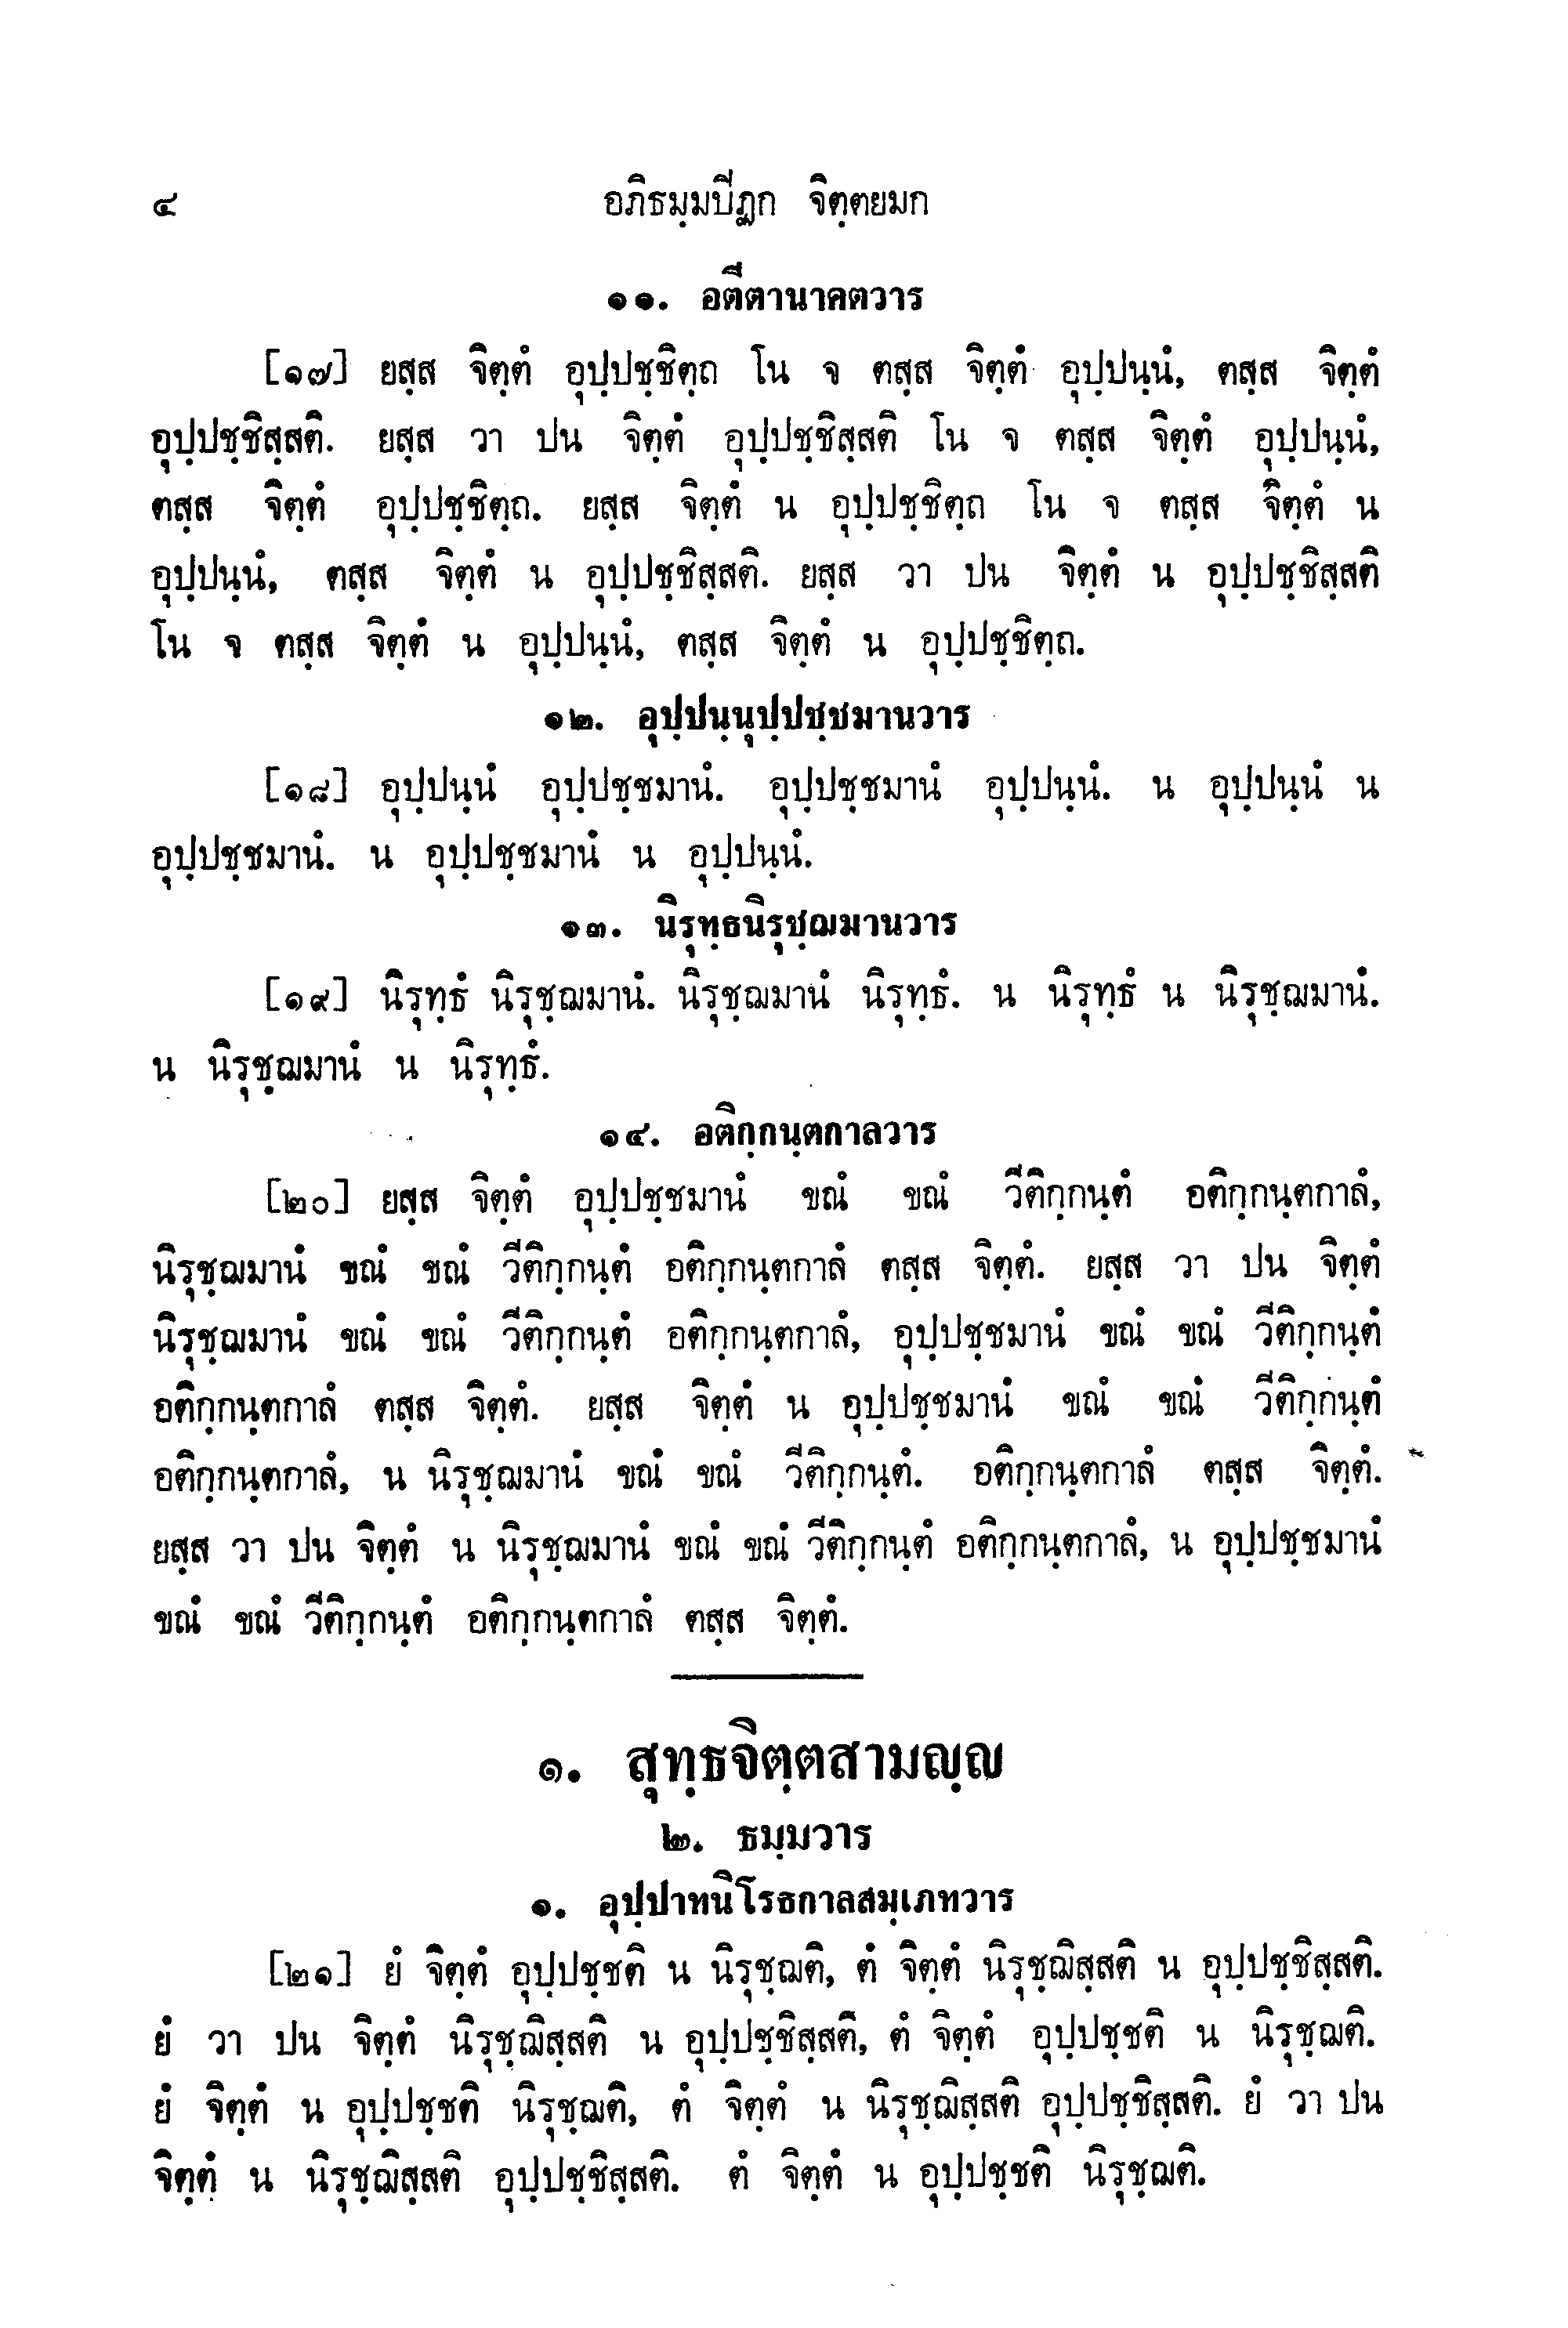 ๔ อภิธมฺมปิฏก จิตฺตยมก
๑๑. อตีตานาคตวาร
[๑๗] ยสฺส จิตฺตํ อุปฺปชฺชิตฺถ โน จ ตสฺส จิตฺตํ อุปฺปนฺนํ, ตสฺส จิตฺตํ
อุปฺปชฺชิสฺสติ. ยสฺส วา ปน จิตฺตํ อุปฺปชฺชิสฺสติ โน จ ตสฺส จิตฺตํ อุปฺปนฺนํ,
ตสฺส จิตฺตํ อุปฺปชฺชิตฺถ. ยสฺส จิตฺตํ น อุปฺปชฺชิตฺถ โน จ ตสฺส จิตฺตํ น
อุปฺปนฺนํ, ตสฺส จิตฺตํ น อุปฺปชฺชิสฺสติ. ยสฺส วา ปน จิตฺตํ น อุปฺปชฺชิสฺสติ
โน จ ตสฺส จิตฺตํ น อุปฺปนฺนํ, ตสฺส จิตฺตํ น อุปฺปชฺชิตฺถ.
๑๒. อุปฺปนฺนุปฺปชฺชมานวาร
[๑๘] อุปฺปนฺนํ อุปฺปชฺชมานํ. อุปฺปชฺชมานํ อุปฺปนฺนํ. น อุปฺปนฺนํ น
อุปฺปชฺชมานํ. น อุปฺปชฺชมานํ น อุปฺปนฺนํ.
๑๓. นิรุทฺธนิรุชฺฌมานวาร
[๑๙] นิรุทฺธํ นิรุชฺฌมานํ. นิรุชฺฌมานํ นิรุทฺธํ. น นิรุทฺธํ น นิรุชฺฌมานํ.
น นิรุชฺฌมานํ น นิรุทฺธํ.
๑๔. อติกฺกนฺตกาลวาร
[๒๐] ยสฺส จิตฺตํ อุปฺปชฺชมานํ ขณํ ขณํ วีติกฺกนฺตํ อติกฺกนฺตกาลํ,
นิรุชฺฌมานํ ขณํ ขณํ วีติกฺกนฺตํ อติกฺกนฺตกาลํ ตสฺส จิตฺตํ. ยสฺส วา ปน จิตฺตํ
นิรุชฺฌมานํ ขณํ ขณํ วีติกฺกนฺตํ อติกฺกนฺตกาลํ, อุปฺปชฺชมานํ ขณํ ขณํ วีติกฺกนฺตํ
อติกฺกนฺตกาลํ ตสฺส จิตฺตํ. ยสฺส จิตฺตํ น อุปฺปชฺชมานํ ขณํ ขณํ วีติกฺกนฺตํ
อติกฺกนฺตกาลํ, น นิรุชฺฌมานํ ขณํ ขณํ วีติกฺกนฺตํ. อติกฺกนฺตกาลํ ตสฺส จิตฺตํ.
ยสฺส วา ปน จิตฺตํ น นิรุชฺฌมานํ ขณํ ขณํ วีติกฺกนฺตํ อติกฺกนฺตกาลํ, น อุปฺปชฺชมานํ
ขณํ ขณํ วีติกฺกนฺตํ อติกฺกนฺตกาลํ ตสฺส จิตฺตํ.
๑. สุทฺธจิตฺตสามญฺญ
๒. ธมฺมวาร
๑. อุปฺปาทนิโรธกาลสมฺเภทวาร
[๒๑] ยํ จิตฺตํ อุปฺปชฺชติ น นิรุชฺฌติ, ตํ จิตฺตํ นิรุชฺฌิสฺสติ น อุปฺปชฺชิสฺสติ.
ยํ วา ปน จิตฺตํ นิรุชฺฌิสฺสติ น อุปฺปชฺชิสฺสติ, ตํ จิตฺตํ อุปฺปชฺชติ น นิรุชฺฌติ.
ยํ จิตฺตํ น อุปฺปชฺชติ นิรุชฺฌติ, ตํ จิตฺตํ น นิรุชฺฌิสฺสติ อุปฺปชฺชิสฺสติ. ยํ วา ปน
จิตฺตํ น นิรุชฺฌิสฺสติ อุปฺปชฺชิสฺสติ. ตํ จิตฺตํ น อุปฺปชฺชติ นิรุชฺฌติ.